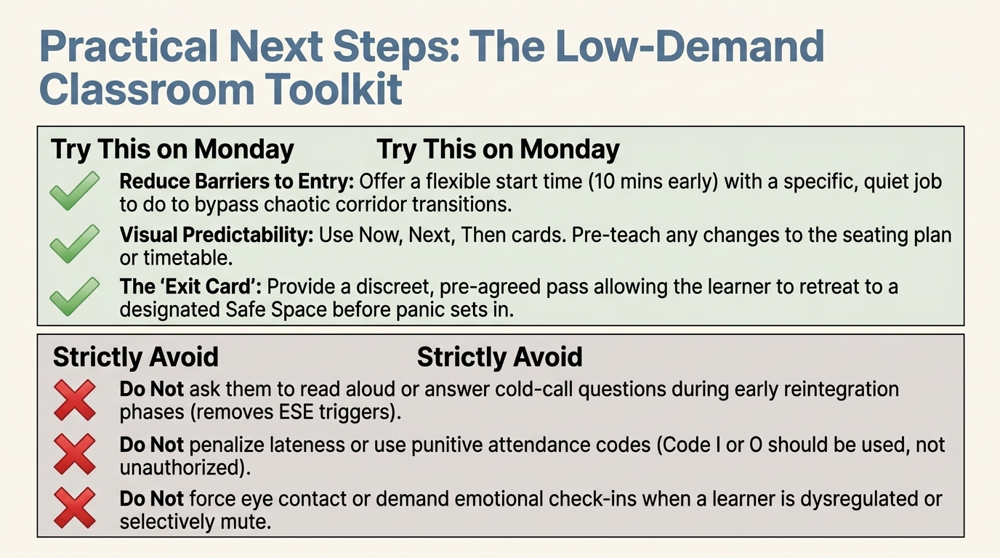 Practical Next Steps: The Low-Demand
Classroom Toolkit
Try This on Monday Try This on Monday
Reduce Barriers to Entry: Offer a flexible start time (10 mins early) with a specific, quiet job
to do to bypass chaotic corridor transitions.
Visual Predictability: Use Now, Next, Then cards. Pre-teach any changes to the seating plan
or timetable.
The ‘Exit Card’: Provide a discreet, pre-agreed pass allowing the learner to retreat to a
designated Safe Space before panic sets in.
Strictly Avoid Strictly Avoid
Do Not ask them to read aloud or answer cold-call questions during early reintegration
phases (removes ESE triggers).
Do Not penalize lateness or use punitive attendance codes (Code I or O should be used, not
unauthorized).
Do Not force eye contact or demand emotional check-ins when a learner is dysregulated or
selectively mute.